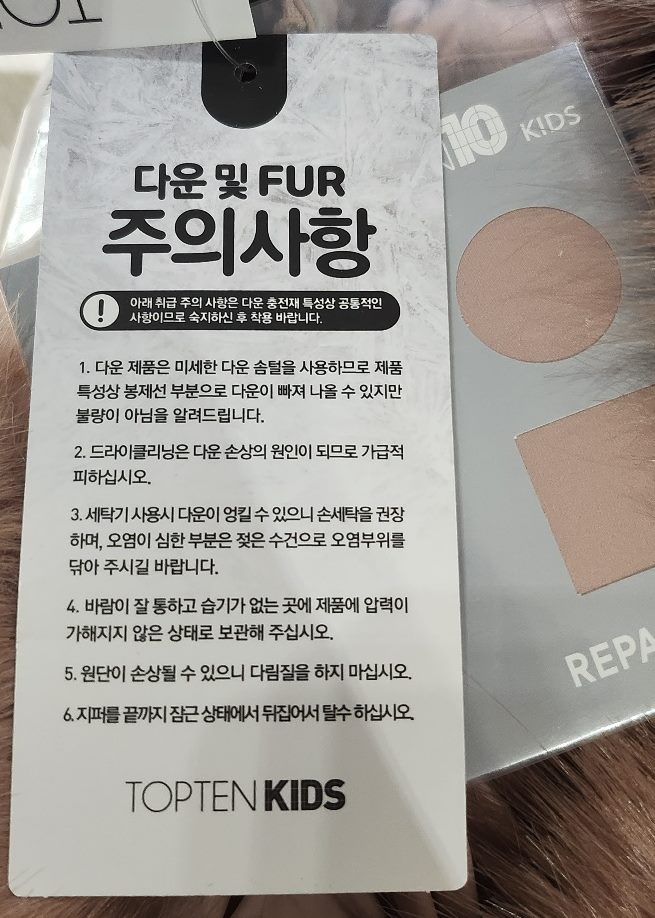 다운 및 FUR
주의사항
! 아래 취급 주의 사항은 다운 충전재 특성상 공통적인
사항이므로 숙지하신 후 착용 바랍니다.
1. 다운 제품은 미세한 다운 솜털을 사용하므로 제품
특성상 봉제선 부분으로 다운이 빠져 나올 수 있지만
불량이 아님을 알려드립니다.
2. 드라이클리닝은 다운 손상의 원인이 되므로 가급적
피하십시오.
3. 세탁기 사용시 다운이 엉킬 수 있으니 손세탁을 권장
하며, 오염이 심한 부분은 젖은 수건으로 오염부위를
닦아 주시길 바랍니다.
4. 바람이 잘 통하고 습기가 없는 곳에 제품에 압력이
가해지지 않은 상태로 보관해 주십시오.
5. 원단이 손상될 수 있으니 다림질을 하지 마십시오.
6. 지퍼를 끝까지 잠근 상태에서 뒤집어서 탈수 하십시오.
TOPTEN KIDS
10 KIDS
REPA